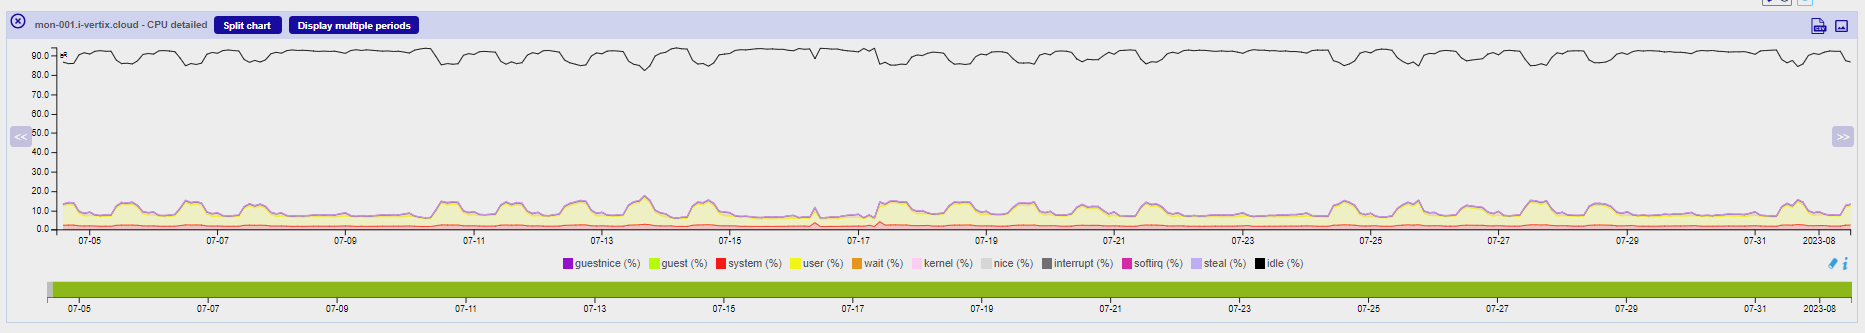 mon-001.i-vertix.cloud - CPU detailed Split chart Display multiple periods
CSV
90.0
80.0
70.0
60.0
<< 50.0 >>
40.0
30.0
20.0
10.0
0.0
07-05 07-07 07-09 07-11 07-13 07-15 07-17 07-19 07-21 07-23 07-25 07-27 07-29 07-31 2023-08
guestnice (%) guest (%) system (%) user (%) wait (%) kernel (%) nice (%) interrupt (%) softirq (%) steal (%) idle (%)
07-05 07-07 07-09 07-11 07-13 07-15 07-17 07-19 07-21 07-23 07-25 07-27 07-29 07-31 2023-08